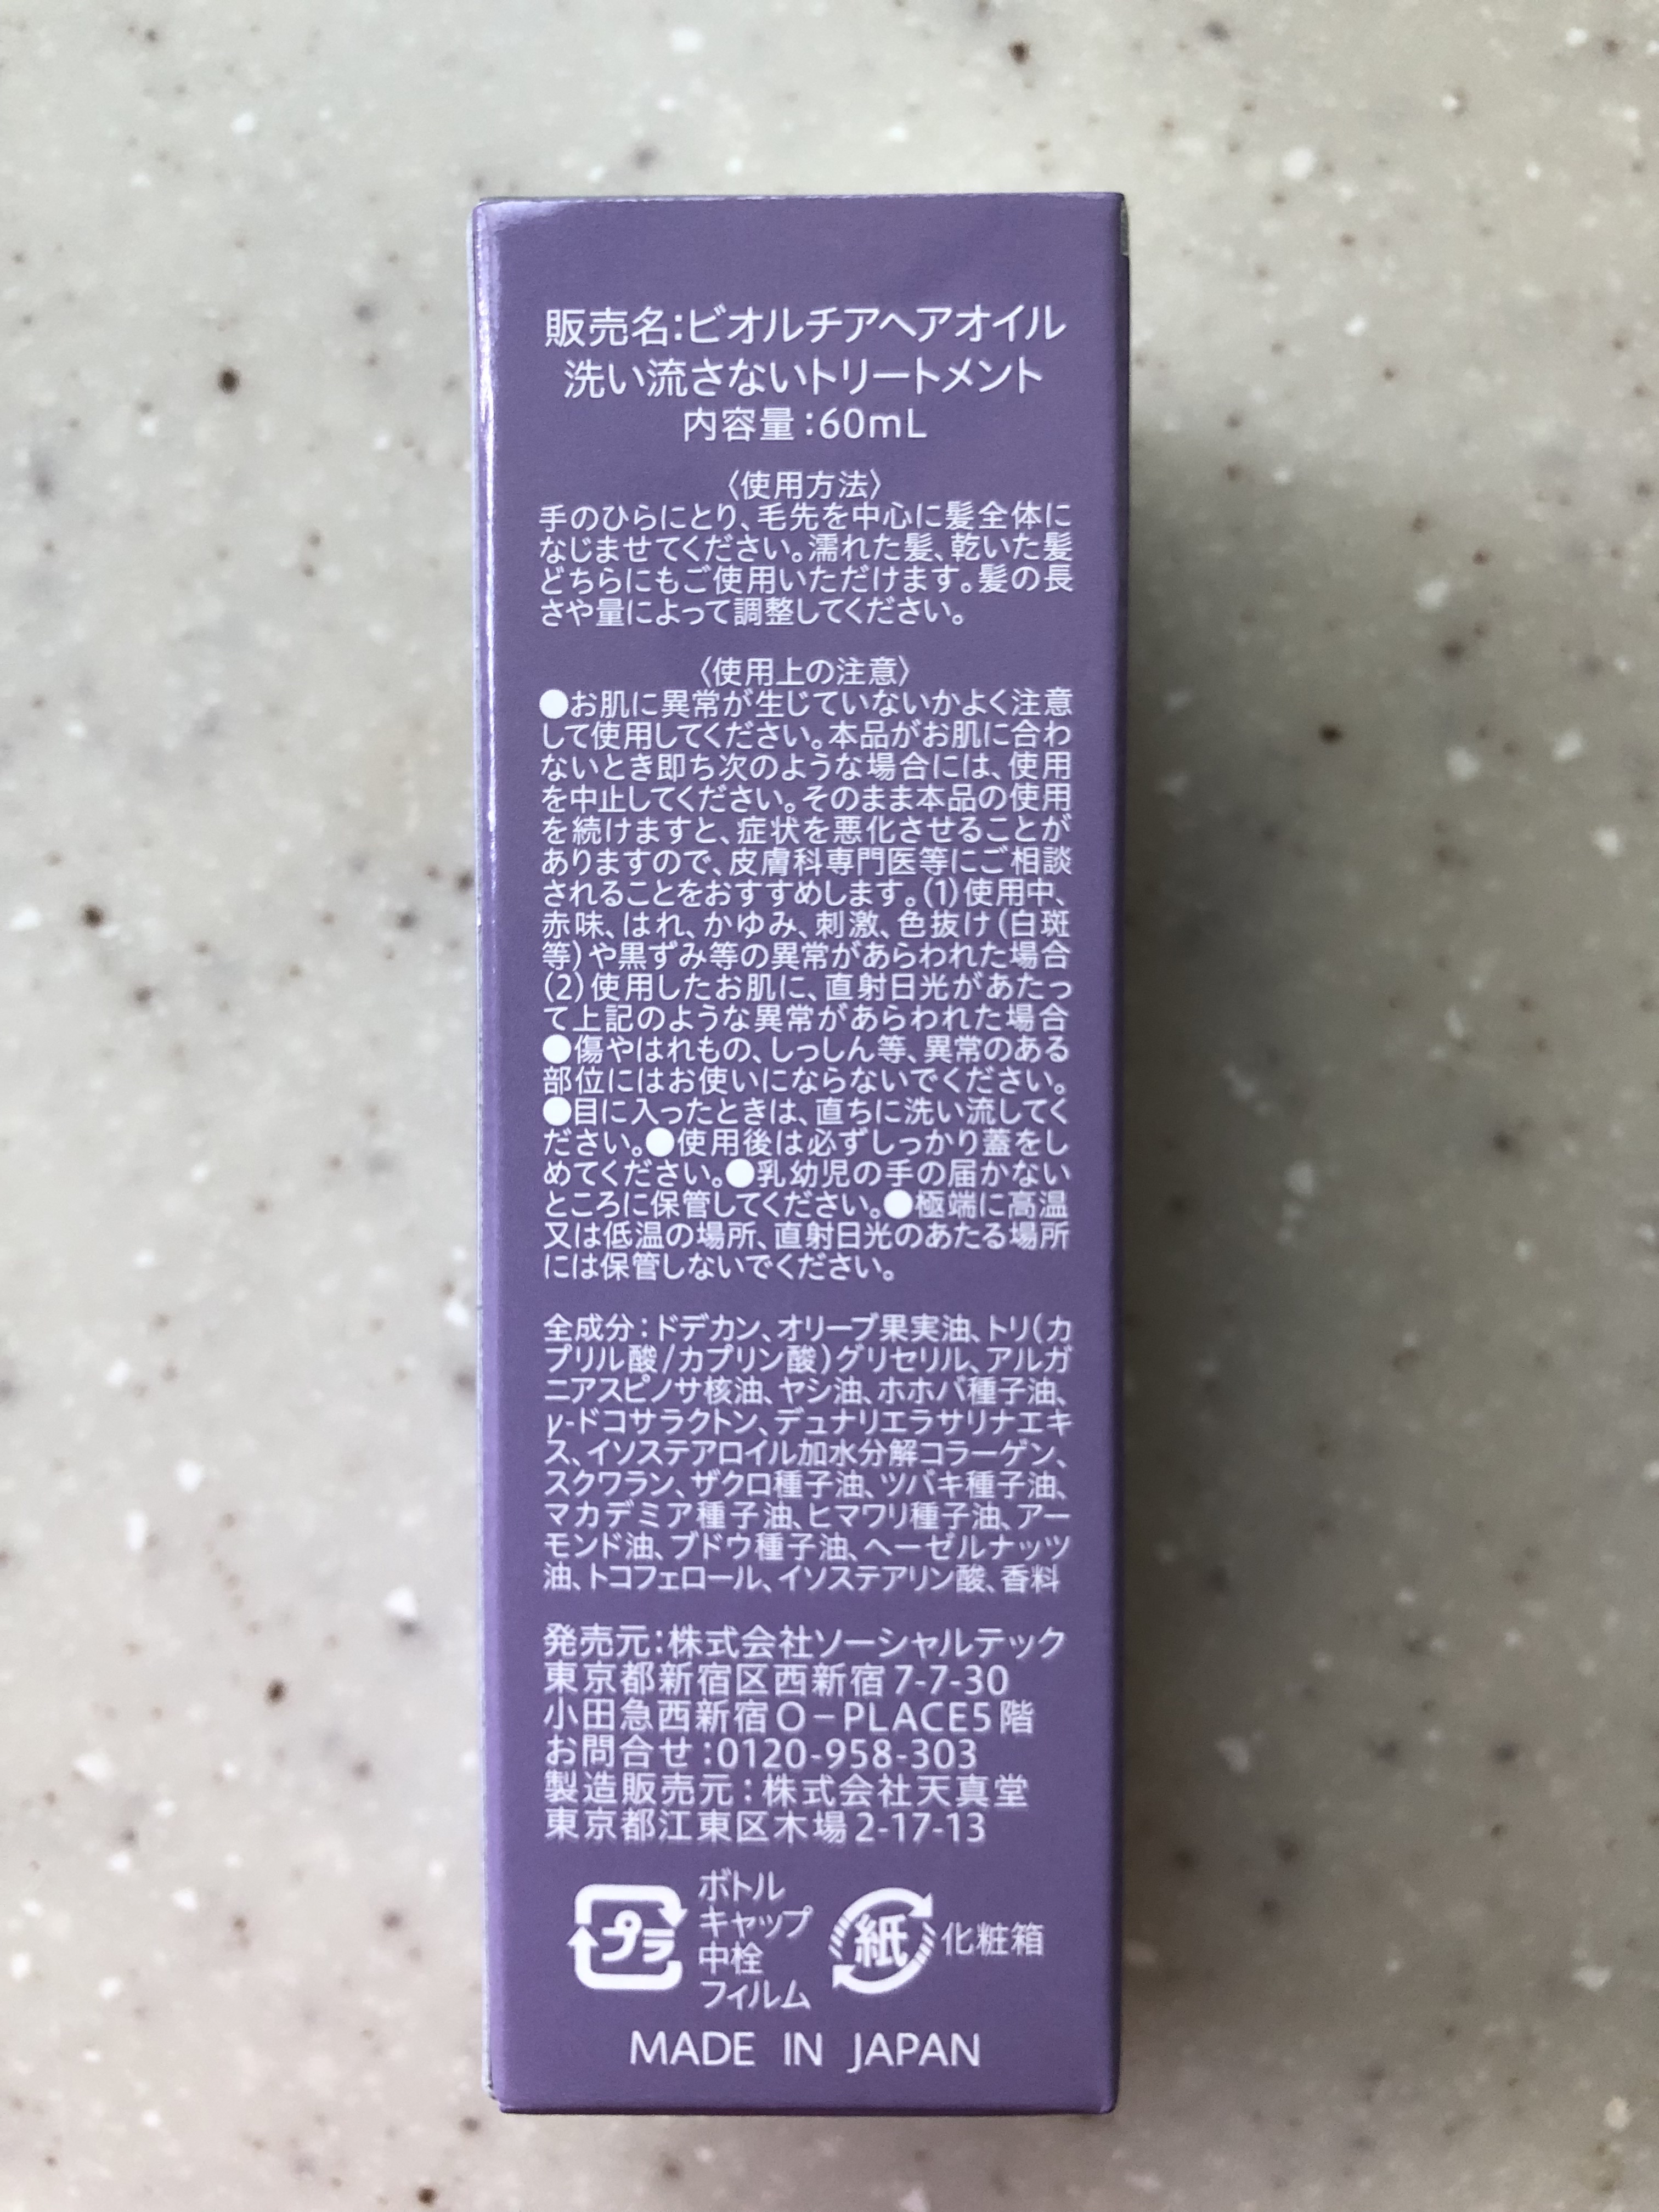 販売名:ビオルチアヘアオイル
洗い流さないトリートメント
内容量:60mL
〈使用方法〉
手のひらにとり、毛先を中心に髪全体に
なじませてください。濡れた髪、乾いた髪
どちらにもご使用いただけます。髪の長
さや量によって調整してください。
〈使用上の注意〉
●お肌に異常が生じていないかよく注意
して使用してください。本品がお肌に合わ
ないとき即ち次のような場合には、使用
を中止してください。そのまま本品の使用
を続けますと、症状を悪化させることが
ありますので、皮膚科専門医等にご相談
されることをおすすめします。(1)使用中、
赤味、はれ、かゆみ、刺激、色抜け(白斑
等)や黒ずみ等の異常があらわれた場合
(2)使用したお肌に、直射日光があたっ
て上記のような異常があらわれた場合
●傷やはれもの、しっしん等、異常のある
部位にはお使いにならないでください。
●目に入ったときは、直ちに洗い流してく
ださい。●使用後は必ずしっかり蓋をし
めてください。●乳幼児の手の届かない
ところに保管してください。●極端に高温
又は低温の場所、直射日光のあたる場所
には保管しないでください。
全成分:ドデカン、オリーブ果実油、トリ(カ
プリル酸/カプリン酸)グリセリル、アルガ
ニアスピノサ核油、ヤシ油、ホホバ種子油、
γ-ドコサラクトン、デュナリエラサリナエキ
ス、イソステアロイル加水分解コラーゲン、
スクワラン、ザクロ種子油、ツバキ種子油、
マカデミア種子油、ヒマワリ種子油、アー
モンド油、ブドウ種子油、ヘーゼルナッツ
油、トコフェロール、イソステアリン酸、香料
発売元:株式会社ソーシャルテック
東京都新宿区西新宿7-7-30
小田急西新宿O-PLACE5階
お問合せ:0120-958-303
製造販売元:株式会社天真堂
東京都江東区木場2-17-13
プラ
ボトル
キャップ
中栓
フィルム
紙
化粧箱
MADE IN JAPAN